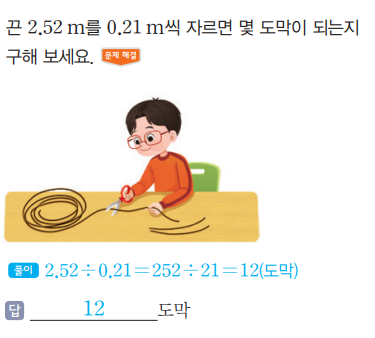 끈 2.52 m를 0.21 m씩 자르면 몇 도막이 되는지
구해 보세요. 문제 해결
풀이 2.52÷0.21=252÷21=12(도막)
답 12 도막